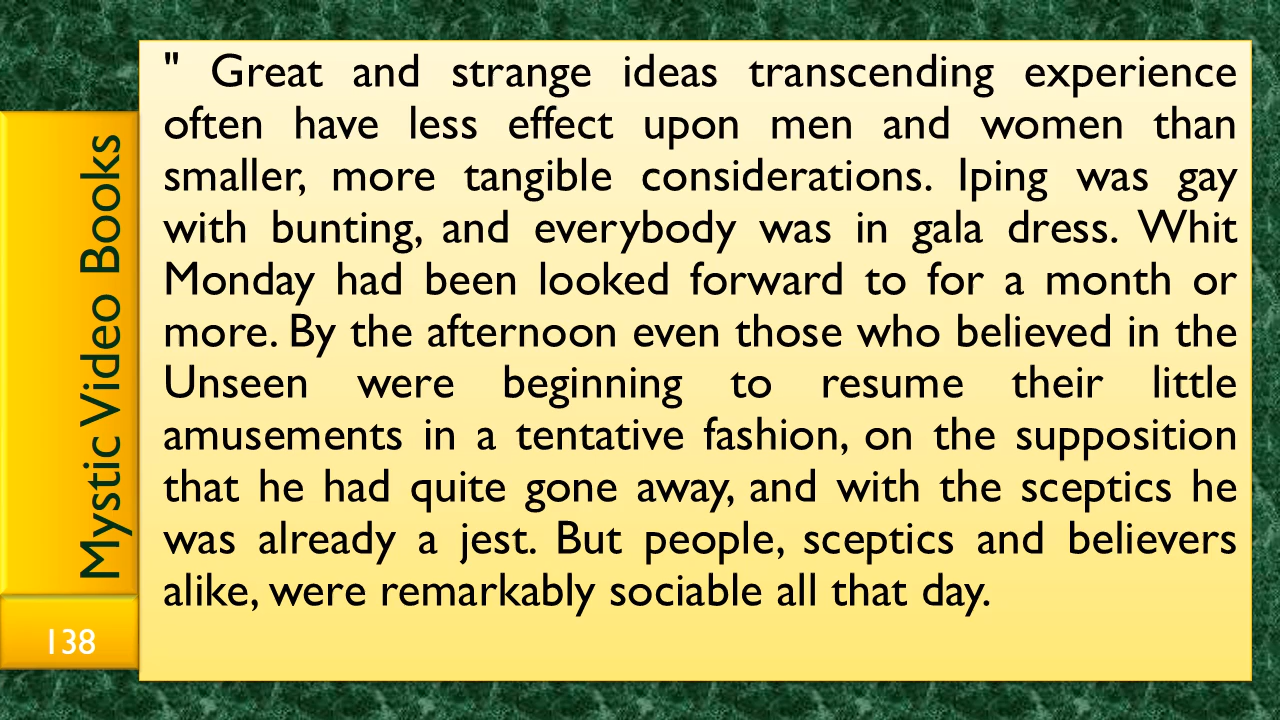 " Great and strange ideas transcending experience
often have less effect upon men and women than
smaller, more tangible considerations. Iping was gay
with bunting, and everybody was in gala dress. Whit
Monday had been looked forward to for a month or
more. By the afternoon even those who believed in the
Unseen were beginning to resume their little
amusements in a tentative fashion, on the supposition
that he had quite gone away, and with the sceptics he
was already a jest. But people, sceptics and believers
alike, were remarkably sociable all that day.
Mystic Video Books
138